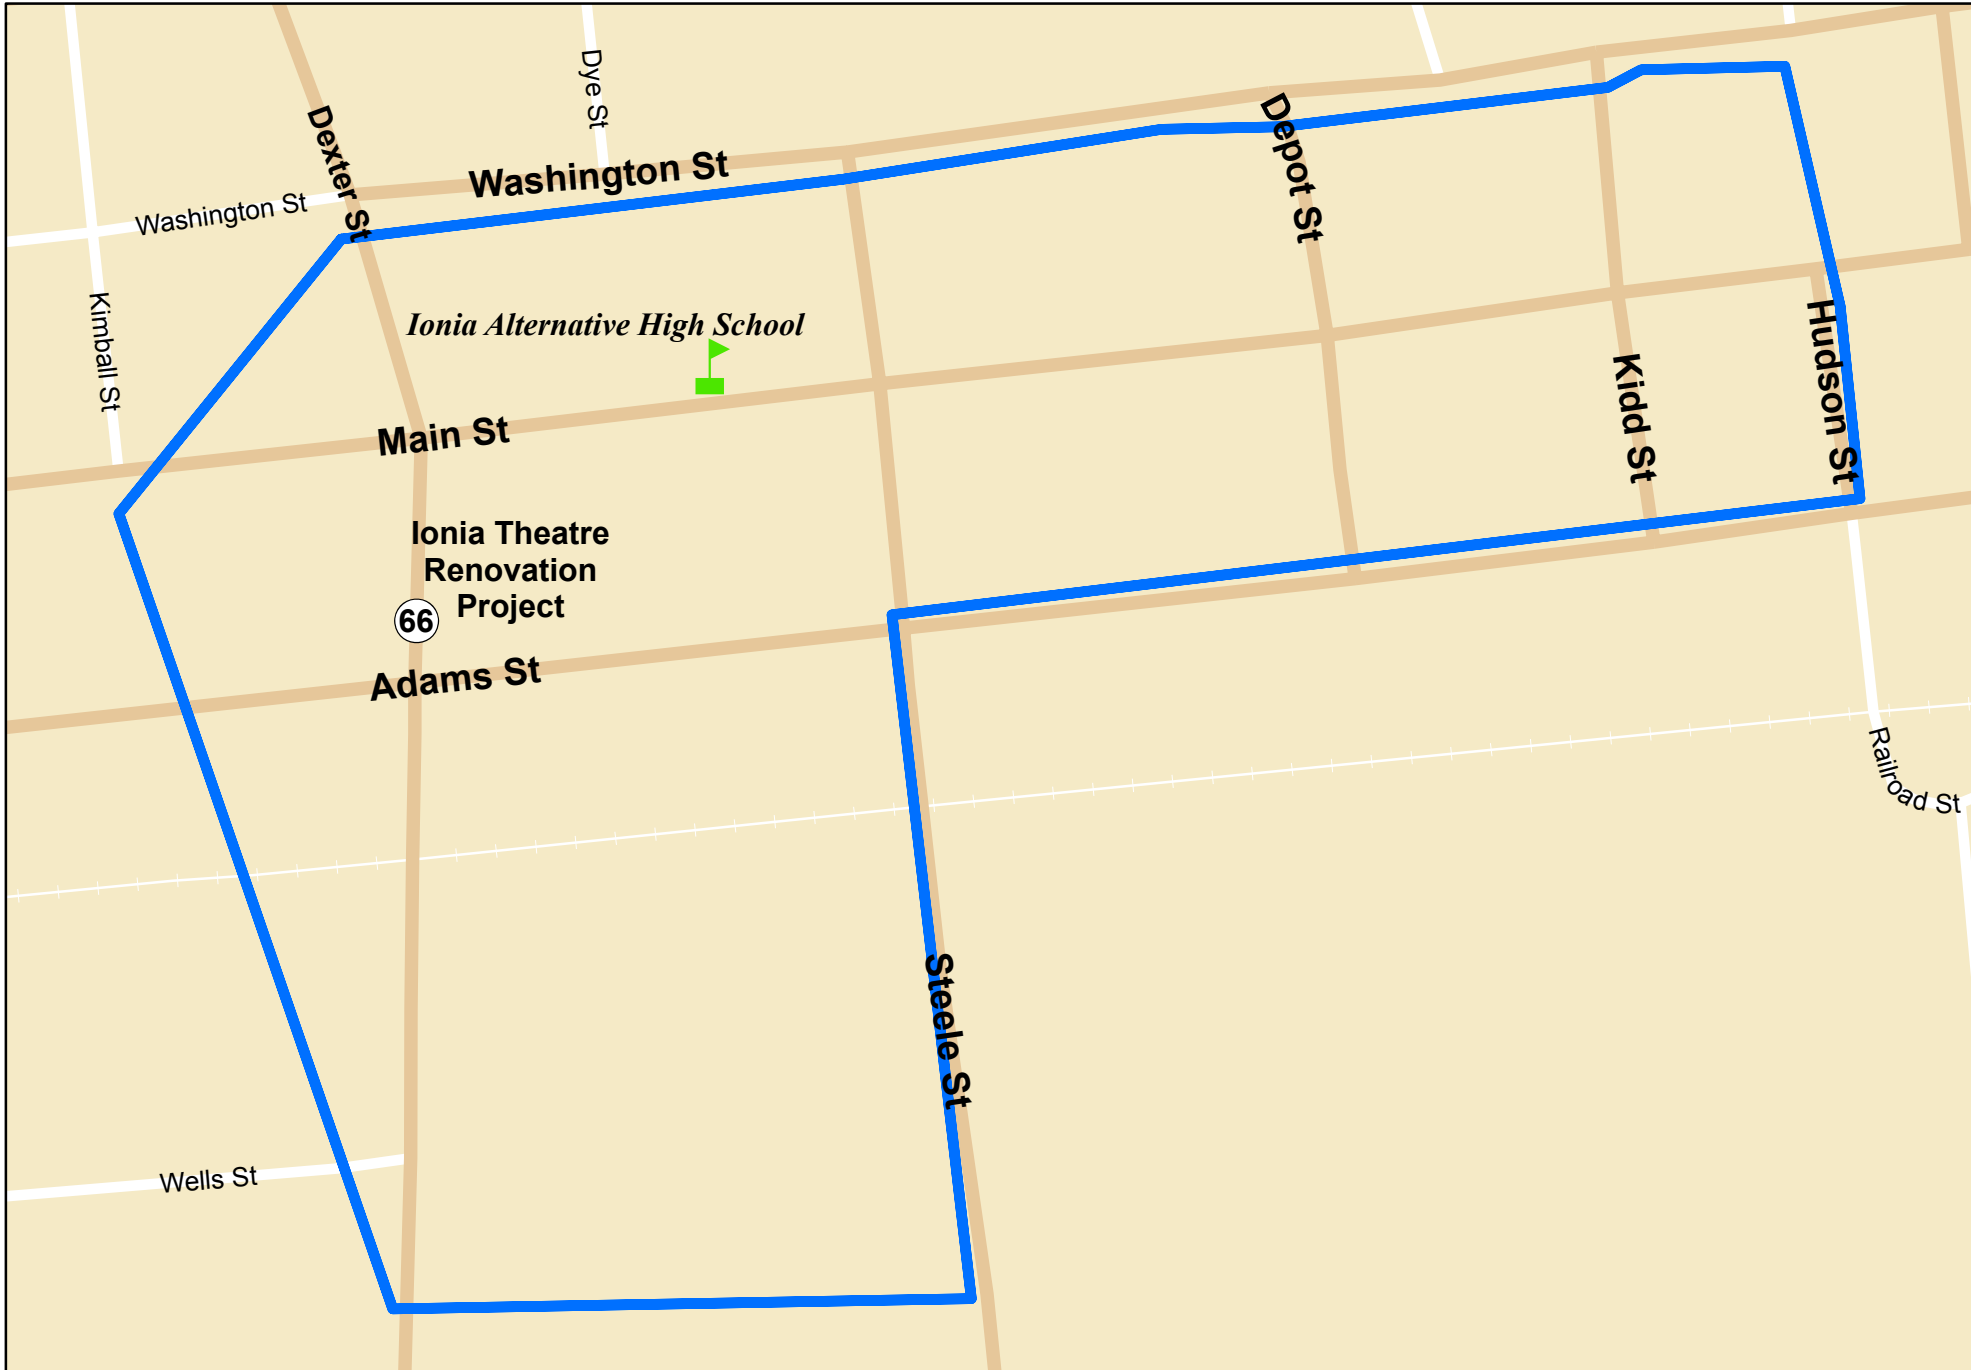 Dye St
Dexter St
Depot St
Washington St
Washington St
Kimball St
Ionia Alternative High School
Hudson St
Kidd St
Main St
Ionia Theatre
Renovation
Project
66
Adams St
Railroad St
Steele St
Wells St